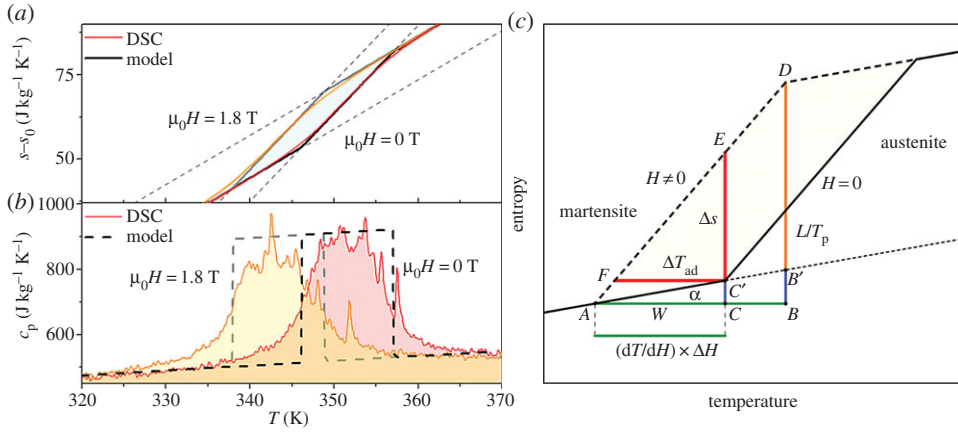 (a)
DSC
model
75
50
s–s₀ (J kg⁻¹ K⁻¹)
μ₀H = 1.8 T
μ₀H = 0 T
(b)
1000
800
600
cₚ (J kg⁻¹ K⁻¹)
DSC
model
μ₀H = 1.8 T
μ₀H = 0 T
320 330 340 350 360 370
T (K)
(c)
D
E
austenite
H≠0
H = 0
martensite
Δs
L/Tₚ
F
ΔT_ad
B′
α
C′
A
W
C
B
(dT/dH) × ΔH
entropy
temperature